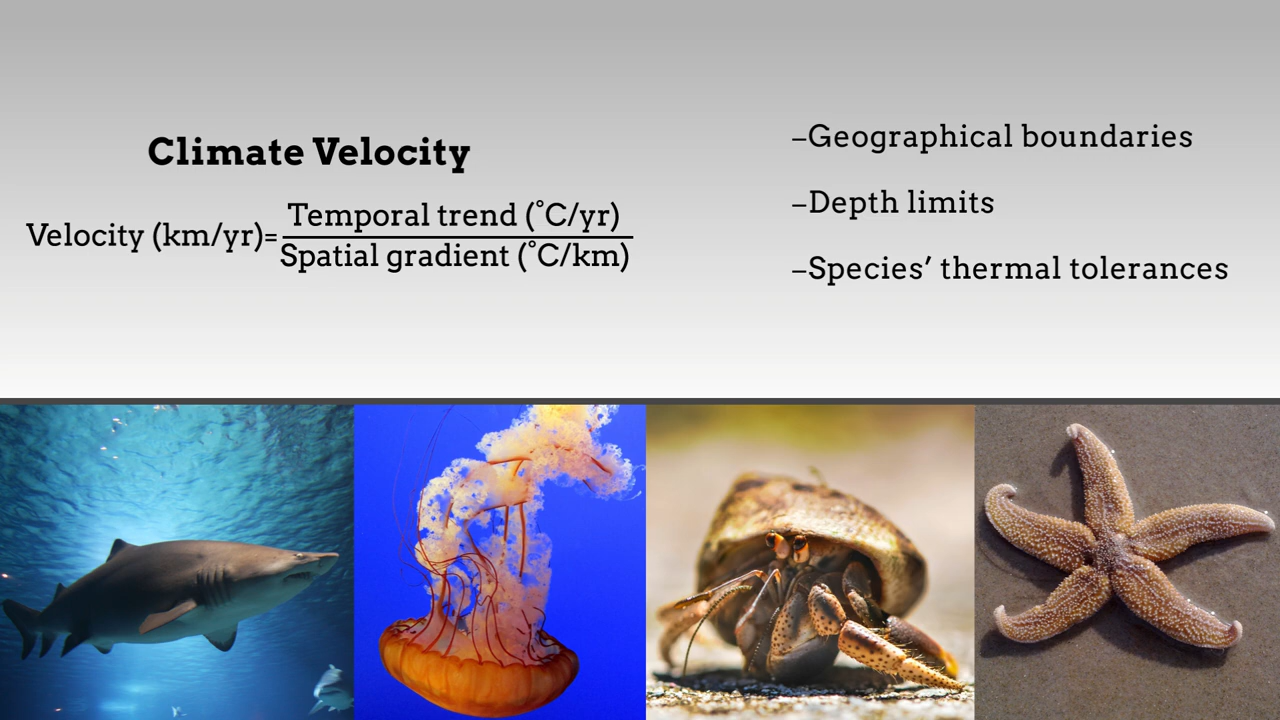 Climate Velocity
Velocity (km/yr)=
Temporal trend (°C/yr)
Spatial gradient (°C/km)
–Geographical boundaries
–Depth limits
–Species’ thermal tolerances